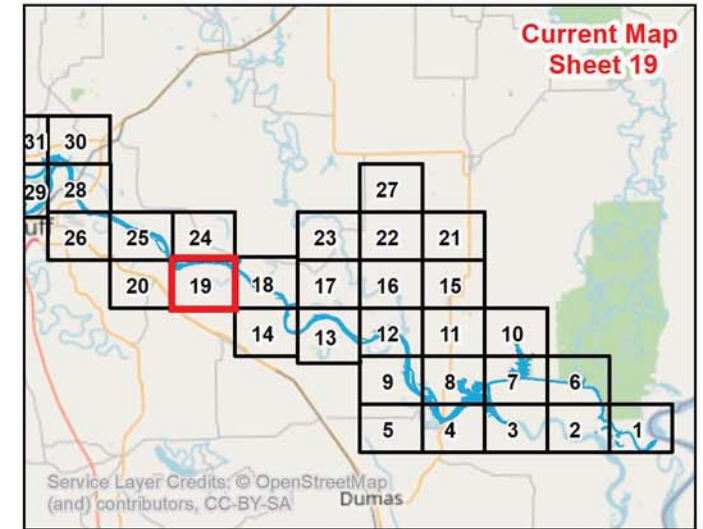 Current Map
Sheet 19
31 30
27
29 28
uff
26 25 24 23 22 21
20 19 18 17 16 15
14 13 12 11 10
9 8 7 6
5 4 3 2 1
Service Layer Credits: © OpenStreetMap
(and) contributors, CC-BY-SA
Dumas